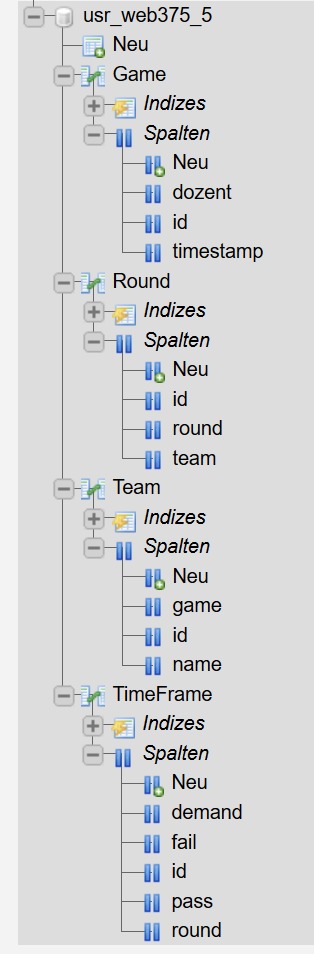 usr_web375_5
Neu
Game
Indizes
Spalten
Neu
dozent
id
timestamp
Round
Indizes
Spalten
Neu
id
round
team
Team
Indizes
Spalten
Neu
game
id
name
TimeFrame
Indizes
Spalten
Neu
demand
fail
id
pass
round